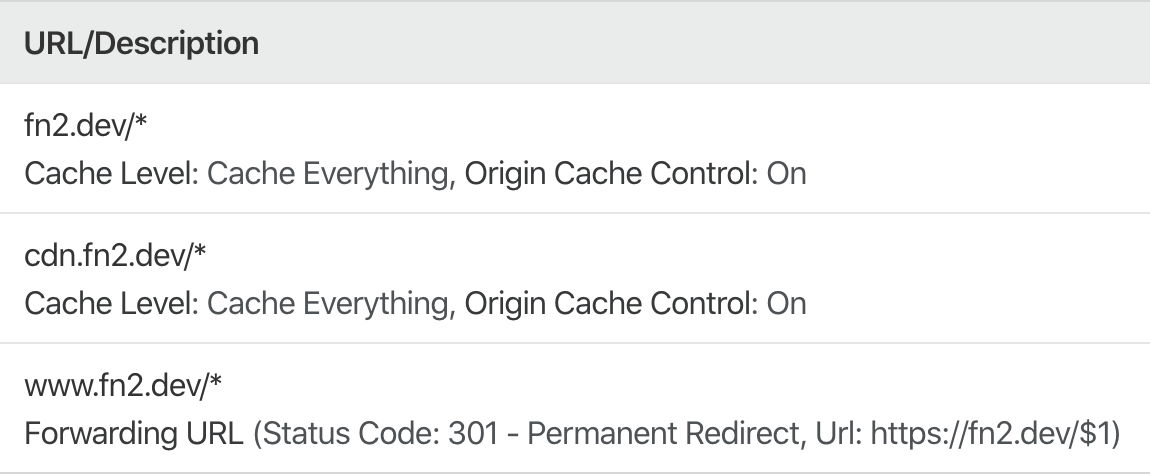 URL/Description
fn2.dev/*
Cache Level: Cache Everything, Origin Cache Control: On
cdn.fn2.dev/*
Cache Level: Cache Everything, Origin Cache Control: On
www.fn2.dev/*
Forwarding URL (Status Code: 301 - Permanent Redirect, Url: https://fn2.dev/$1)